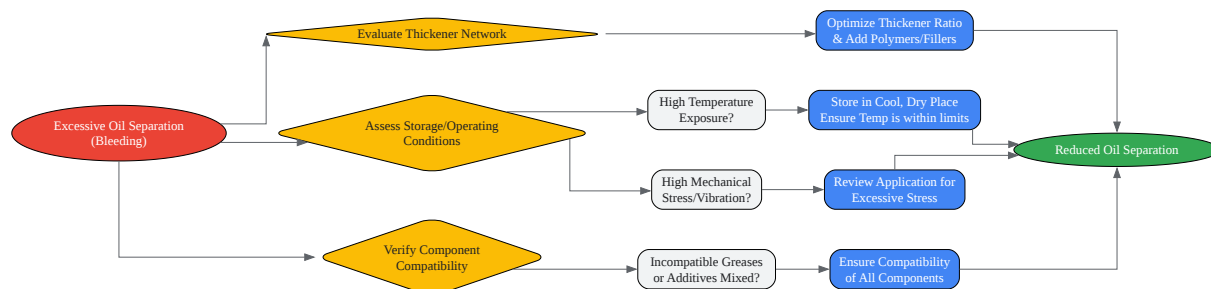 Evaluate Thickener Network
Optimize Thickener Ratio
& Add Polymers/Fillers
Excessive Oil Separation
(Bleeding)
Assess Storage/Operating
Conditions
High Temperature
Exposure?
Store in Cool, Dry Place
Ensure Temp is within limits
High Mechanical
Stress/Vibration?
Review Application for
Excessive Stress
Reduced Oil Separation
Verify Component
Compatibility
Incompatible Greases
or Additives Mixed?
Ensure Compatibility
of All Components